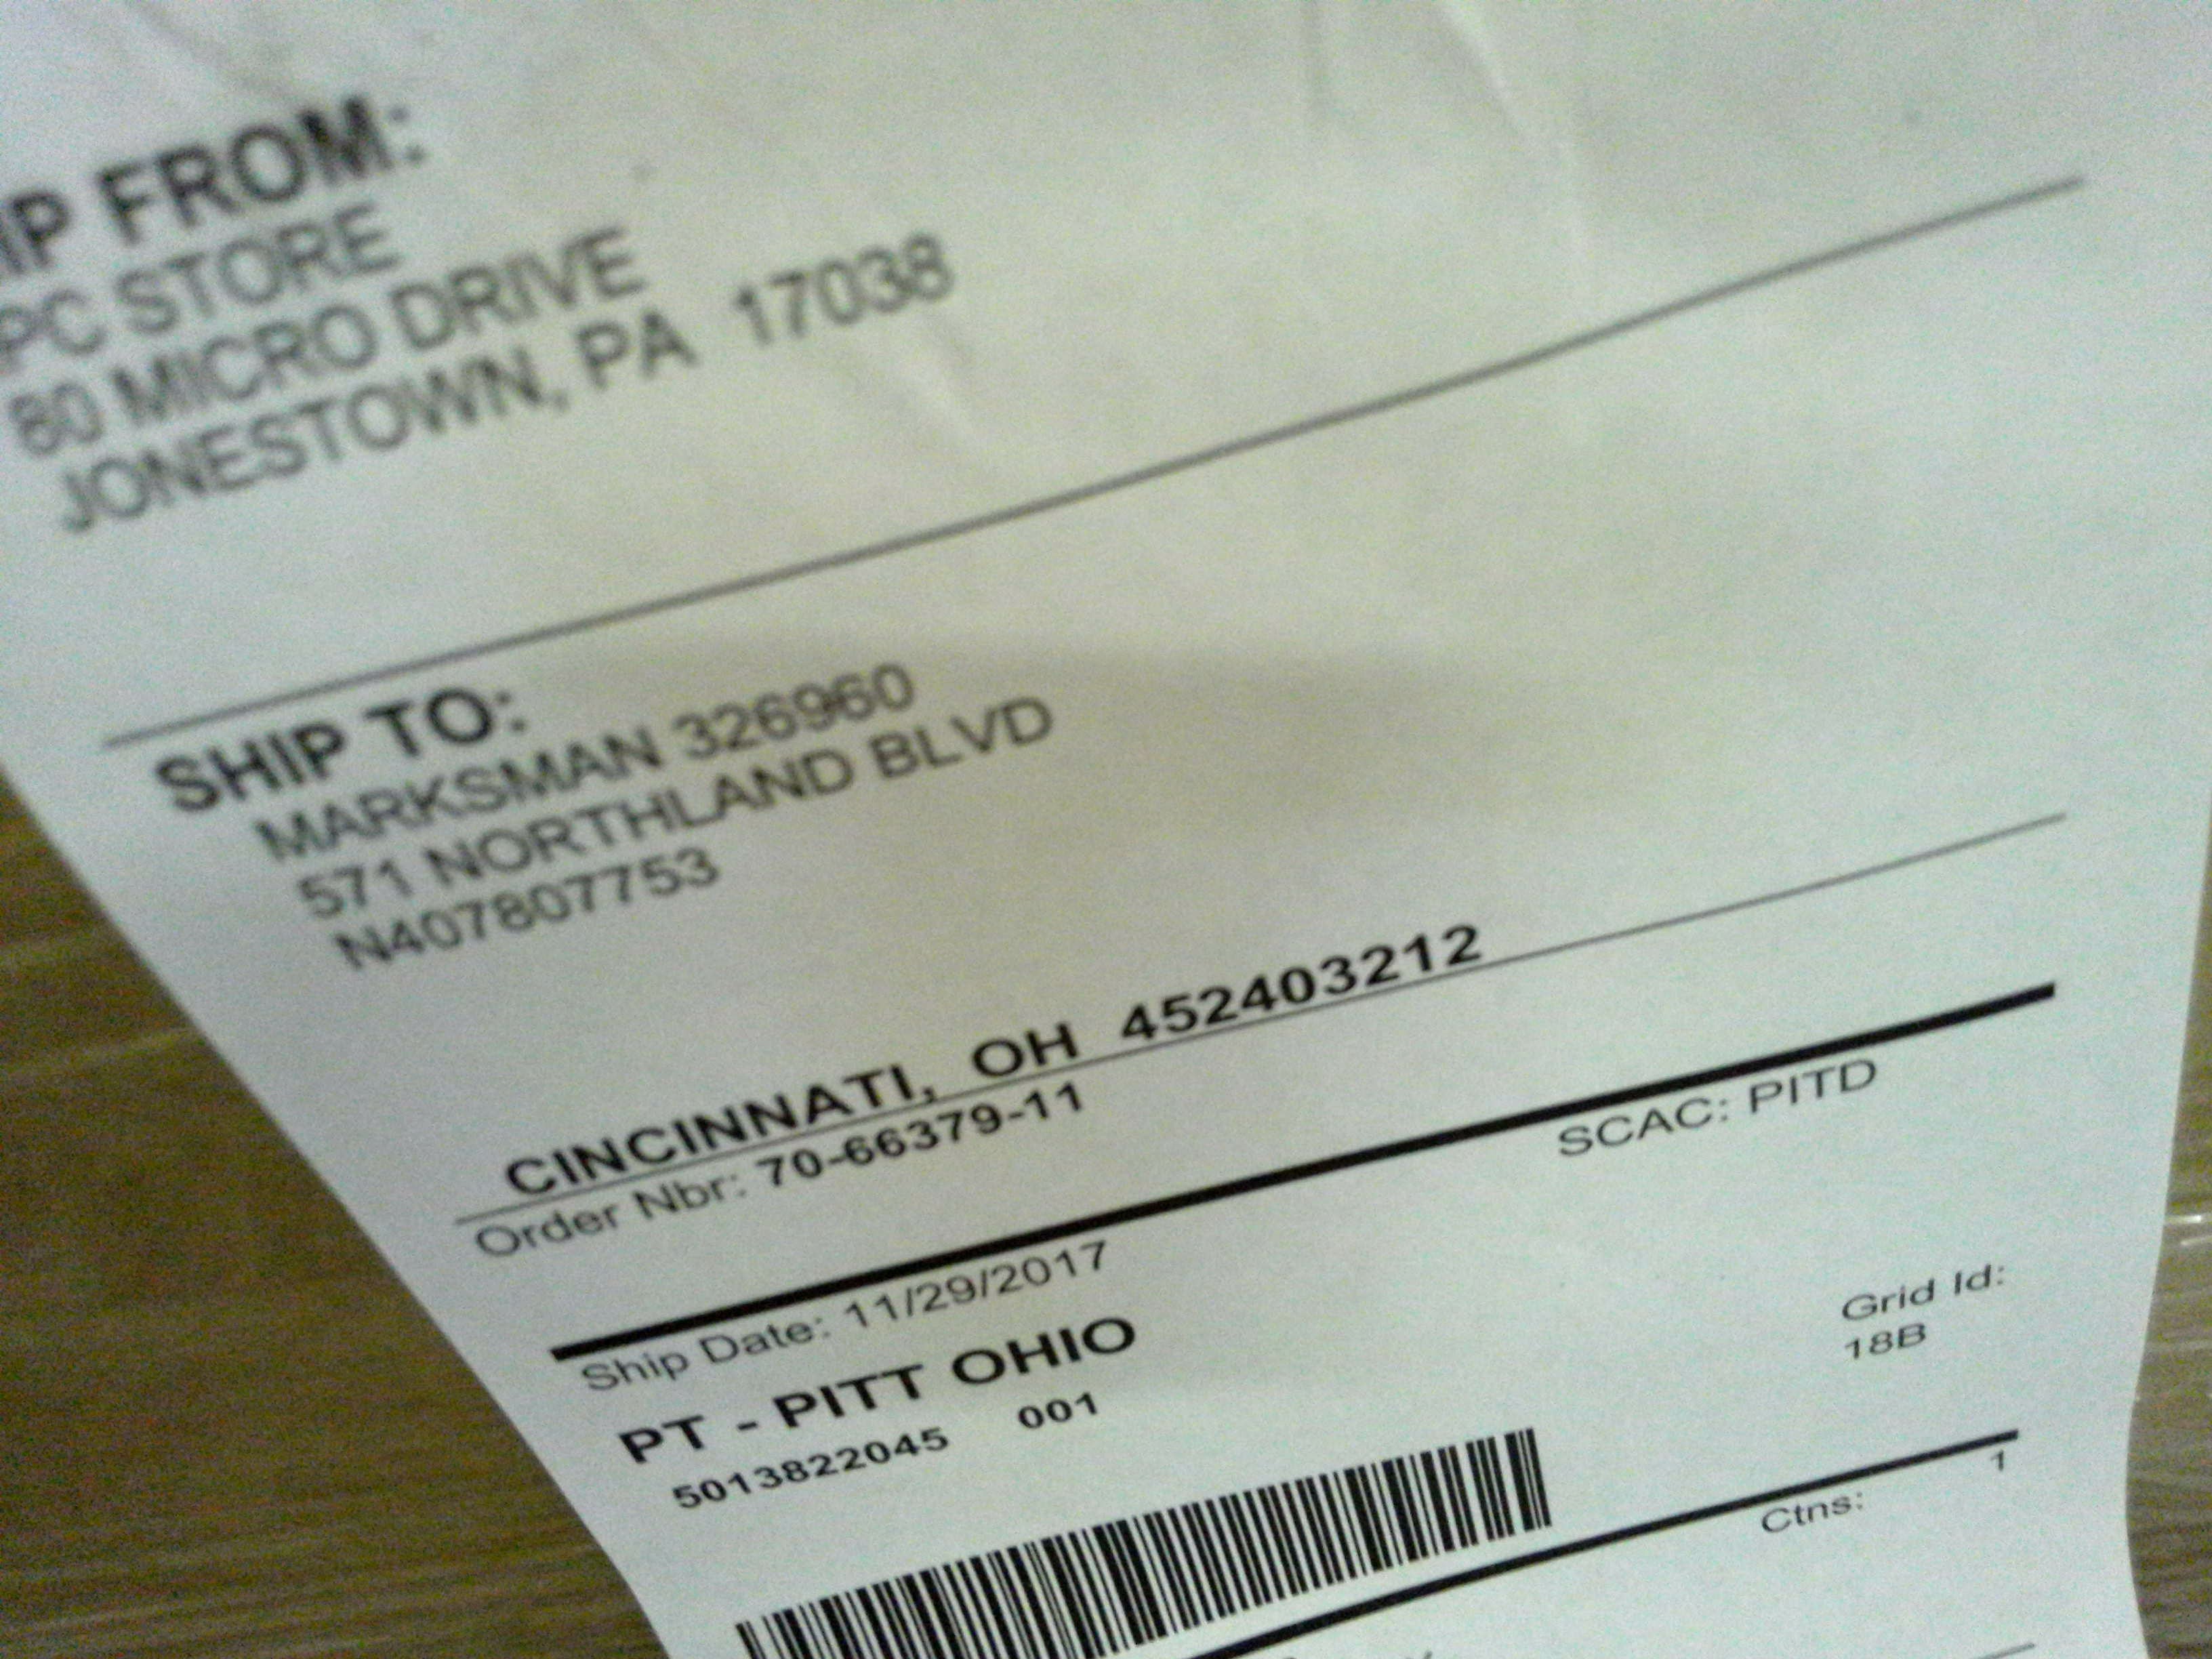 IP FROM:
PC STORE
80 MICRO DRIVE
JONESTOWN, PA 17038
SHIP TO:
MARKSMAN 326960
571 NORTHLAND BLVD
N407807753
CINCINNATI, OH 452403212
Order Nbr: 70-66379-11
SCAC: PITD
Ship Date: 11/29/2017
PT - PITT OHIO
5013822045 001
Grid Id:
18B
Ctns: 1